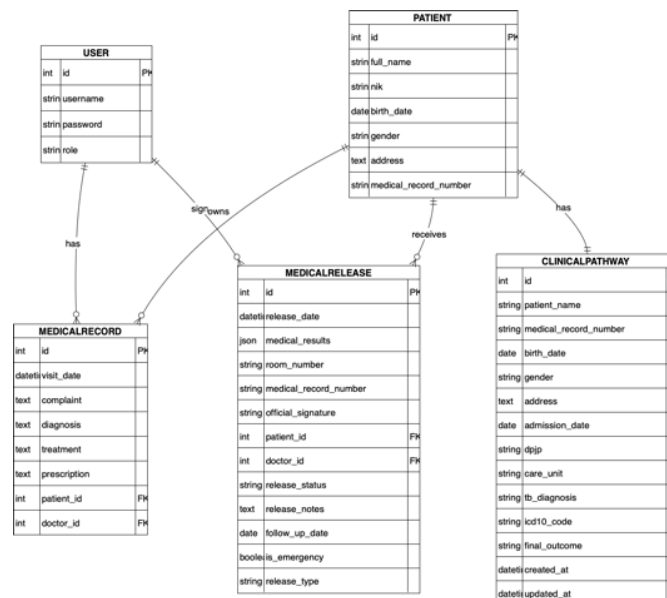 PATIENT
int id PK
strin full_name
strin nik
date birth_date
strin gender
text address
strin medical_record_number
USER
int id PK
strin username
strin password
strin role
sign
owns
has
receives
has
MEDICALRELEASE
int id PK
dateti release_date
json medical_results
string room_number
string medical_record_number
string official_signature
int patient_id FK
int doctor_id FK
string release_status
text release_notes
date follow_up_date
boole is_emergency
string release_type
MEDICALRECORD
int id PK
dateti visit_date
text complaint
text diagnosis
text treatment
text prescription
int patient_id FK
int doctor_id FK
CLINICALPATHWAY
int id
string patient_name
string medical_record_number
date birth_date
string gender
text address
date admission_date
string dpjp
string care_unit
string tb_diagnosis
string icd10_code
string final_outcome
dateti created_at
dateti updated_at